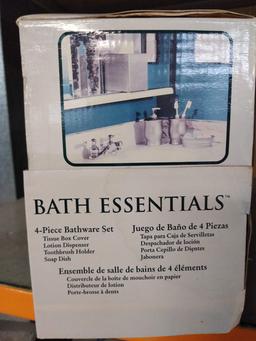 BATH ESSENTIALS™
4-Piece Bathware Set
Tissue Box Cover
Lotion Dispenser
Toothbrush Holder
Soap Dish
Juego de Baño de 4 Piezas
Tapa para Caja de Servilletas
Despachador de loción
Porta Cepillo de Dientes
Jabonera
Ensemble de salle de bains de 4 éléments
Couvercle de la boîte de mouchoir en papier
Distributeur de lotion
Porte-brosse à dents